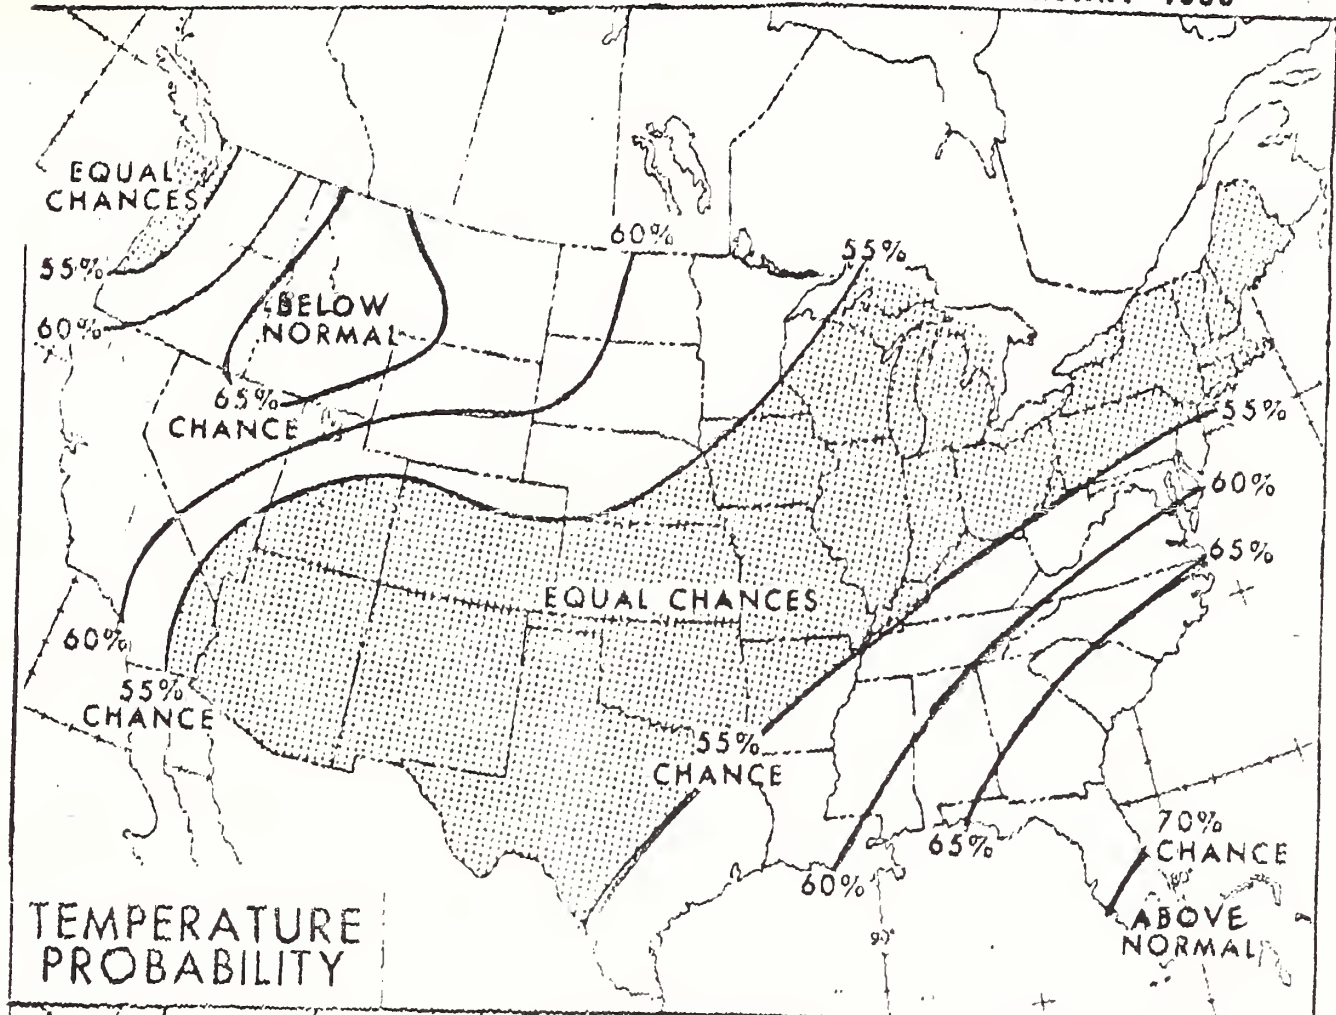 EQUAL
CHANCES
55%
60%
BELOW
NORMAL
65%
CHANCE
60%
55%
55%
60%
65%
EQUAL CHANCES
60%
55%
CHANCE
55%
CHANCE
60%
65%
70%
CHANCE
ABOVE
NORMAL
TEMPERATURE
PROBABILITY